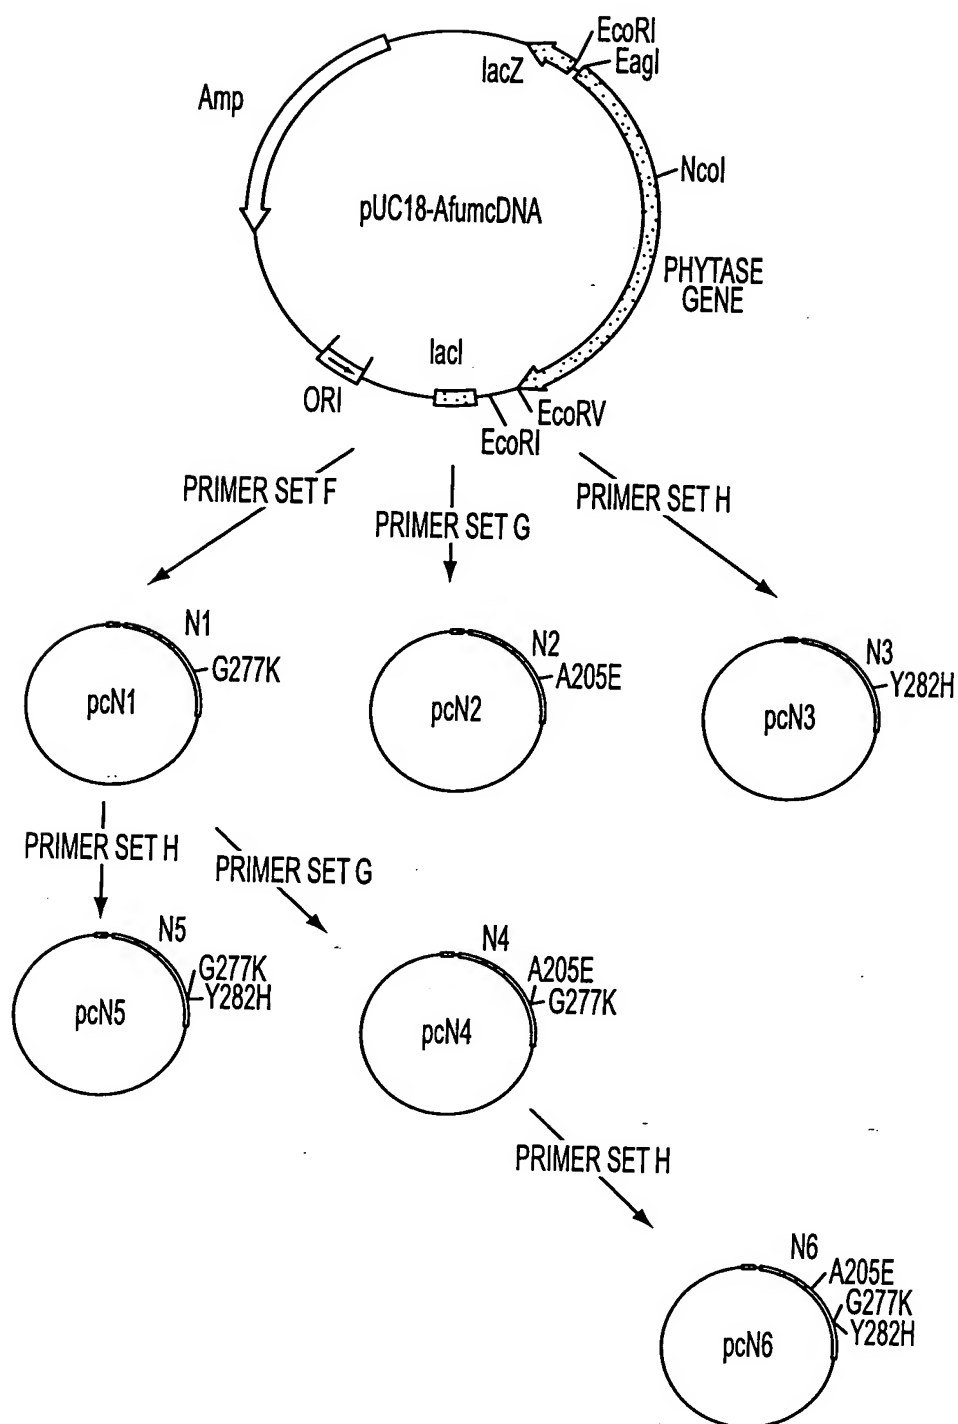 EcoRI
lacZ
EagI
Amp
NcoI
pUC18-AfumcDNA
PHYTASE
GENE
lacI
ORI
EcoRV
EcoRI
PRIMER SET F
PRIMER SET G
PRIMER SET H
N1
G277K
pcN1
N2
A205E
pcN2
N3
Y282H
pcN3
PRIMER SET H
PRIMER SET G
N5
G277K
Y282H
pcN5
N4
A205E
G277K
pcN4
PRIMER SET H
N6
A205E
G277K
Y282H
pcN6